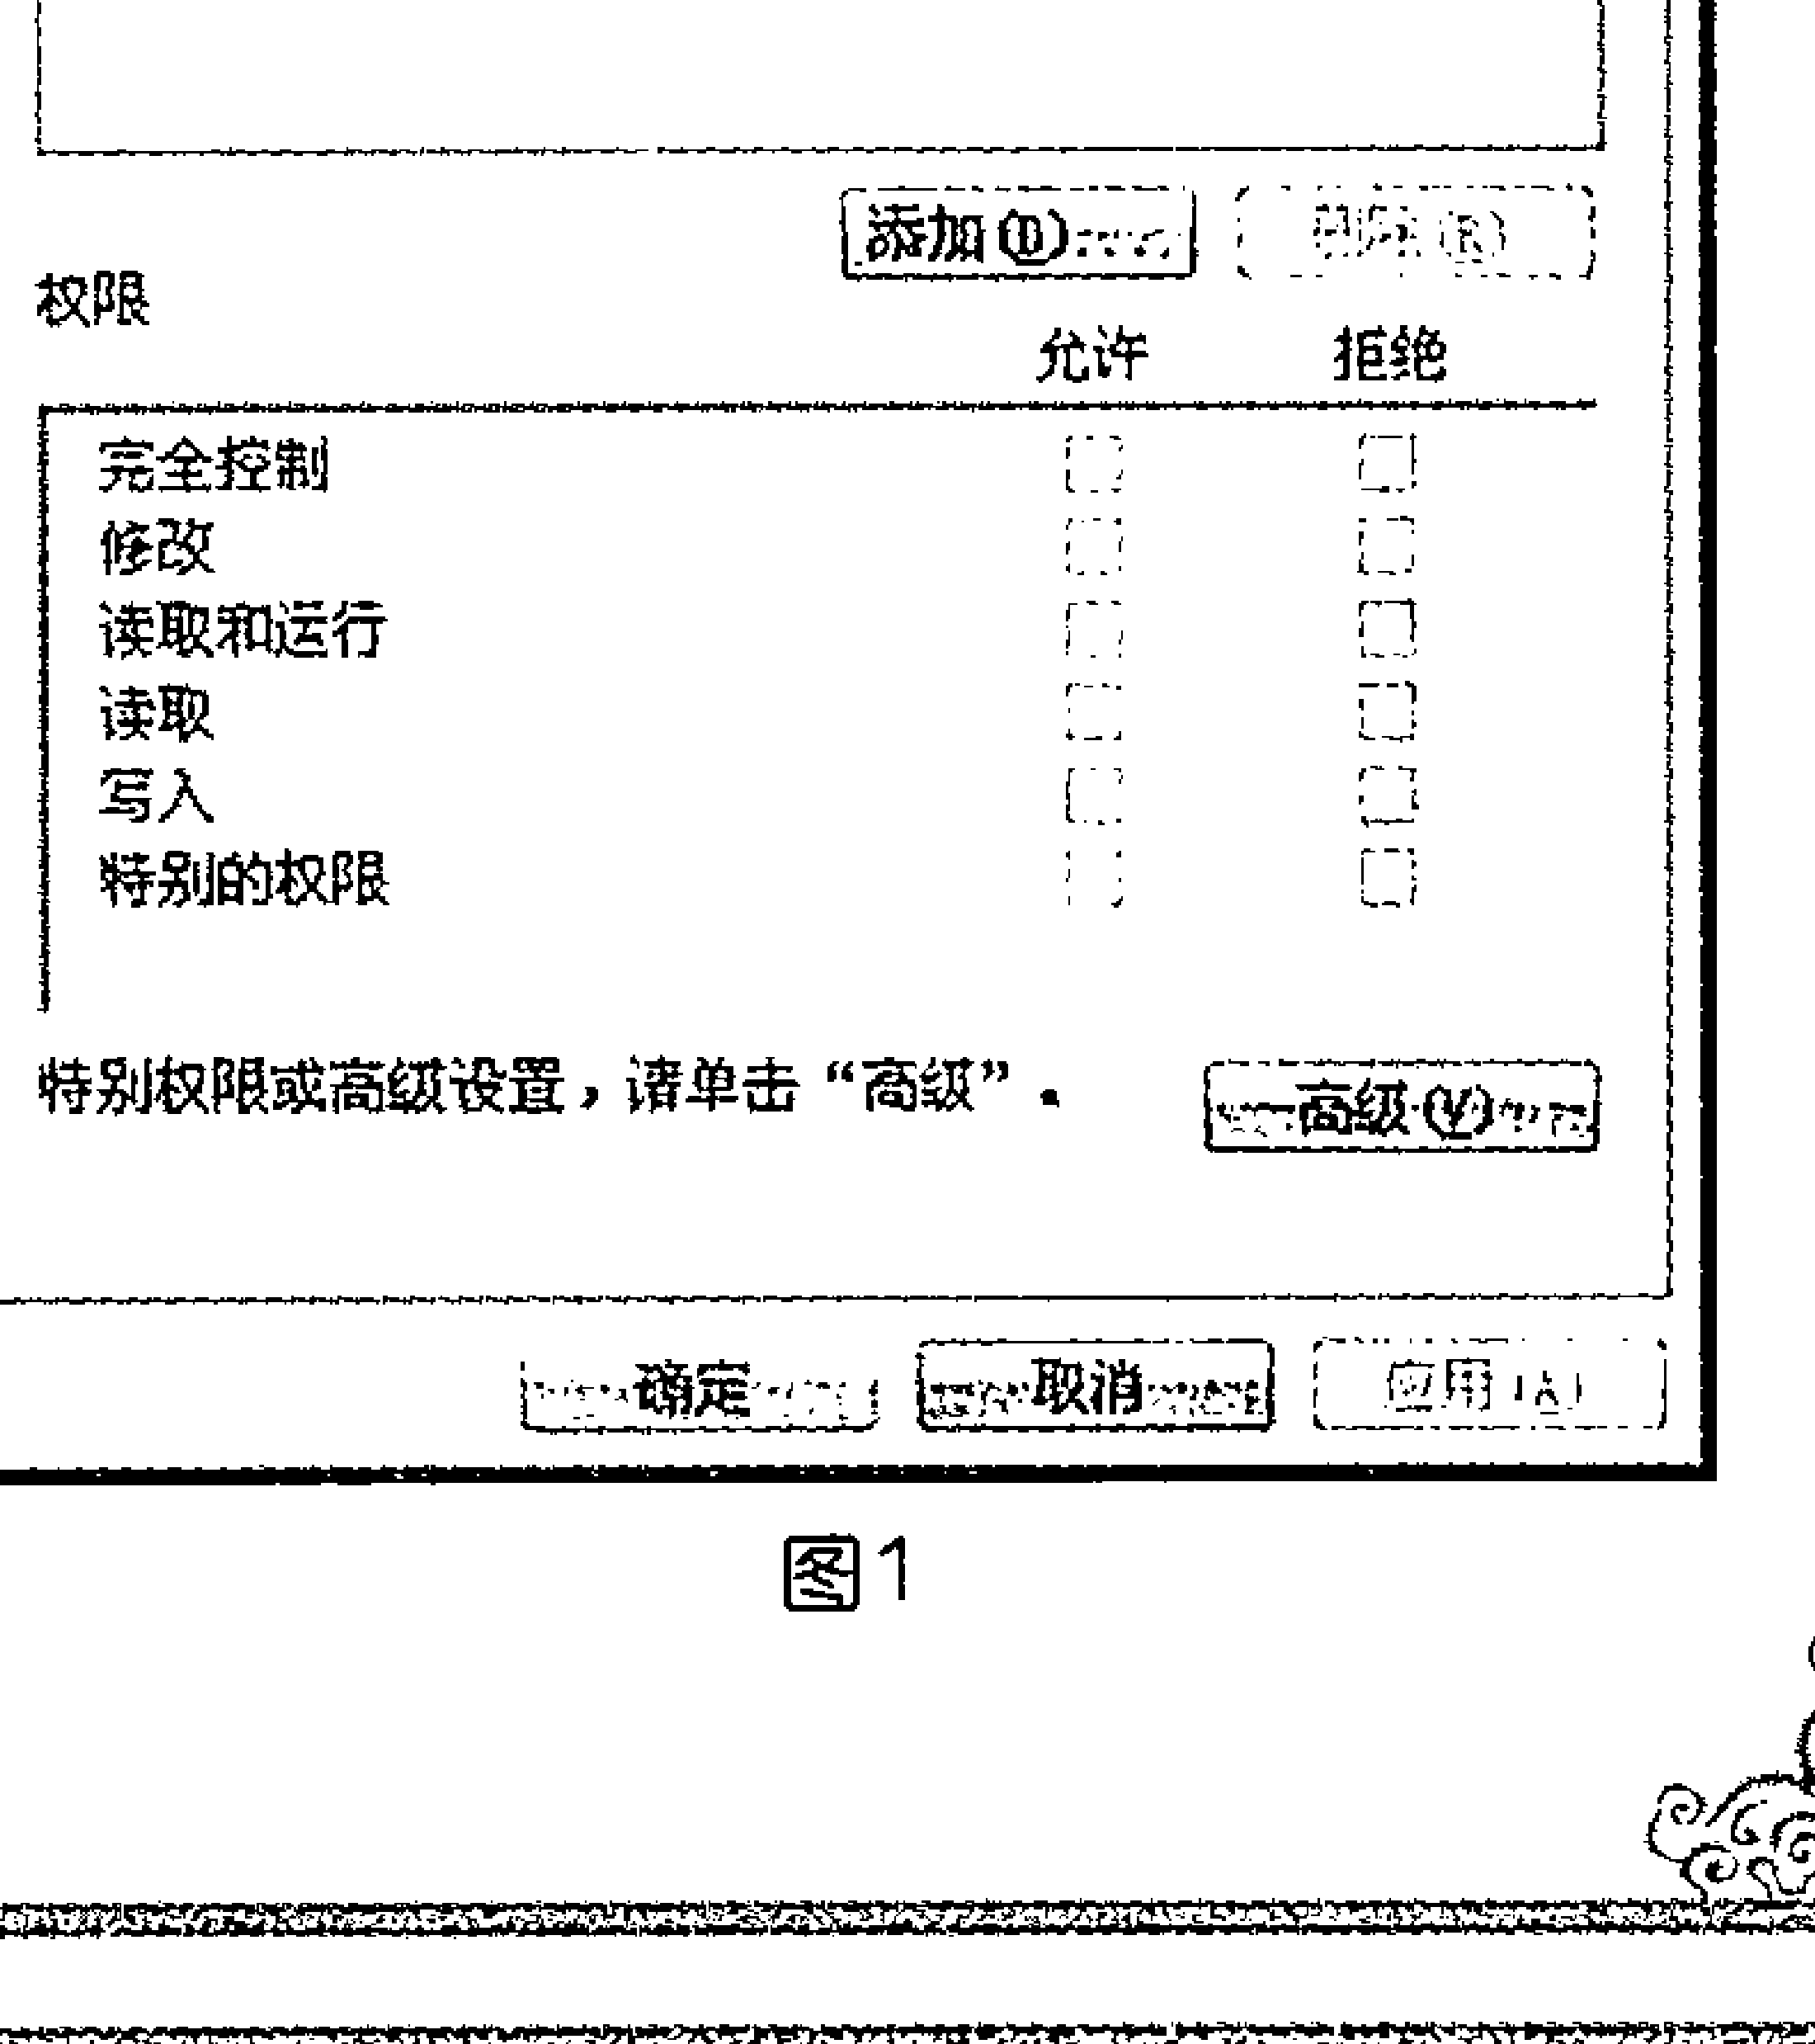 添加(D)... 删除(R)
权限
允许 拒绝
完全控制
修改
读取和运行
读取
写入
特别的权限
特别权限或高级设置，请单击“高级”。 高级(V)
确定 取消 应用(A)
图1